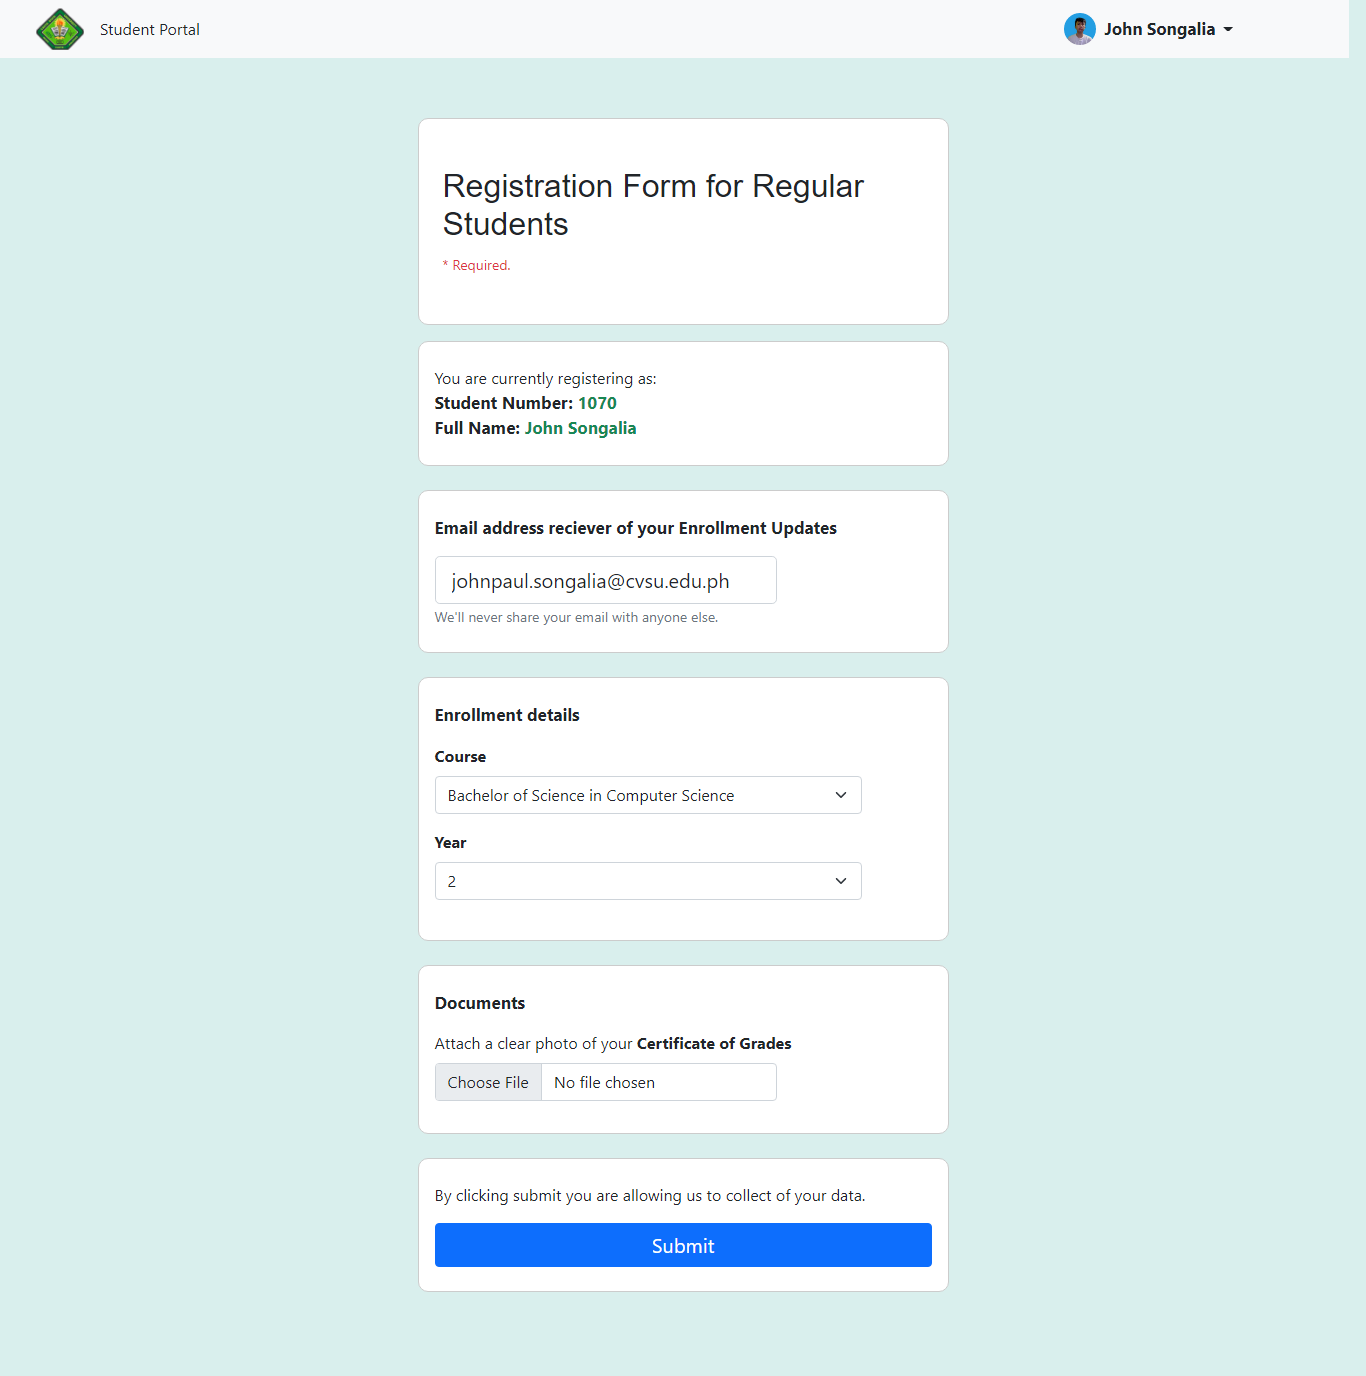 Student Portal
John Songalia
Registration Form for Regular
Students
* Required.
You are currently registering as:
Student Number: 1070
Full Name: John Songalia
Email address reciever of your Enrollment Updates
johnpaul.songalia@cvsu.edu.ph
We'll never share your email with anyone else.
Enrollment details
Course
Bachelor of Science in Computer Science
Year
2
Documents
Attach a clear photo of your Certificate of Grades
Choose File No file chosen
By clicking submit you are allowing us to collect of your data.
Submit